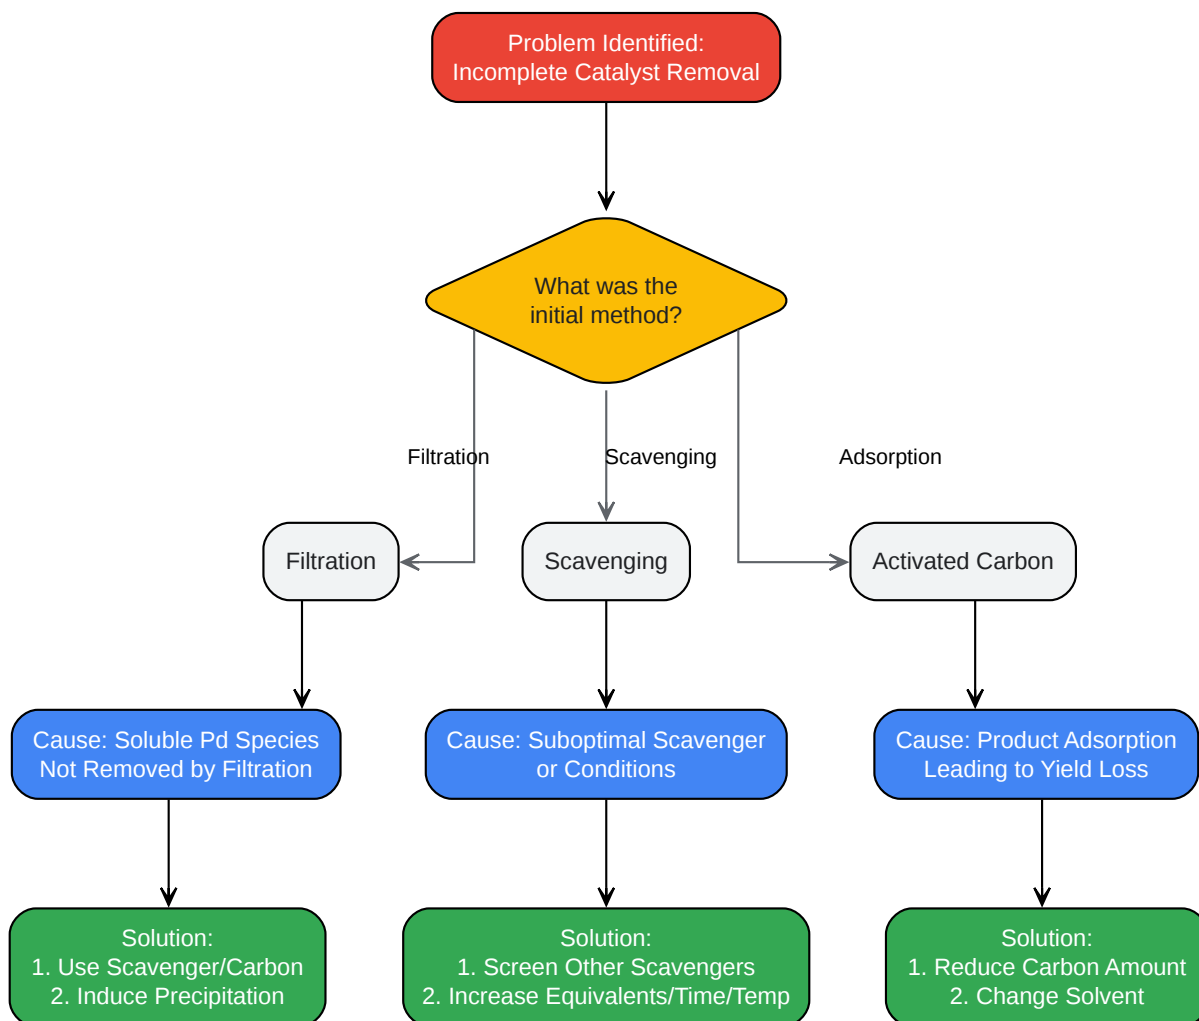 Problem Identified:
Incomplete Catalyst Removal
What was the
initial method?
Filtration
Scavenging
Adsorption
Filtration
Scavenging
Activated Carbon
Cause: Soluble Pd Species
Not Removed by Filtration
Cause: Suboptimal Scavenger
or Conditions
Cause: Product Adsorption
Leading to Yield Loss
Solution:
1. Use Scavenger/Carbon
2. Induce Precipitation
Solution:
1. Screen Other Scavengers
2. Increase Equivalents/Time/Temp
Solution:
1. Reduce Carbon Amount
2. Change Solvent